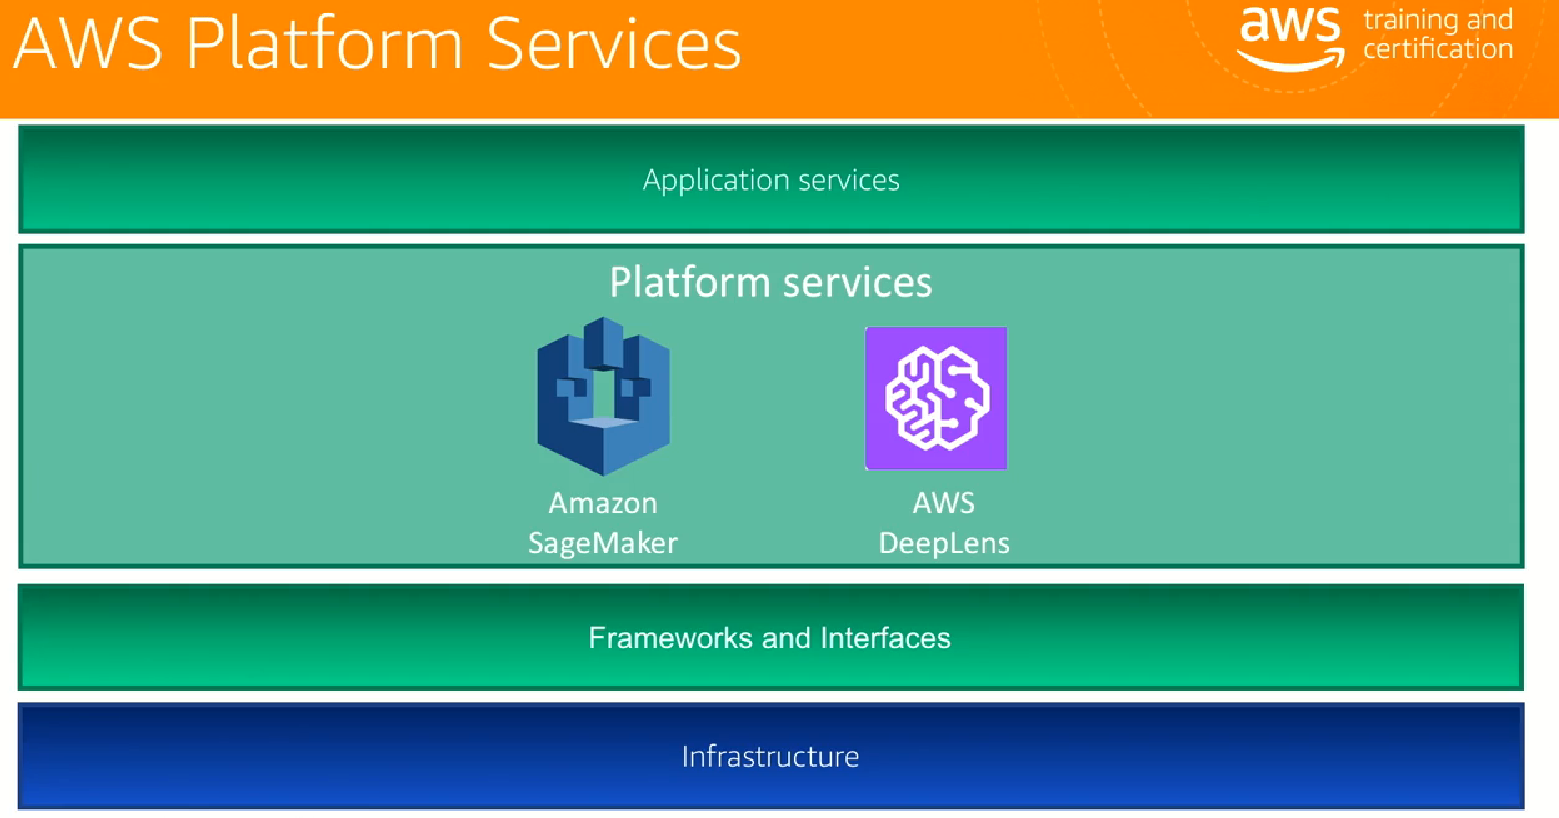 AWS Platform Services
aws
training and
certification
Application services
Platform services
Amazon
SageMaker
AWS
DeepLens
Frameworks and Interfaces
Infrastructure